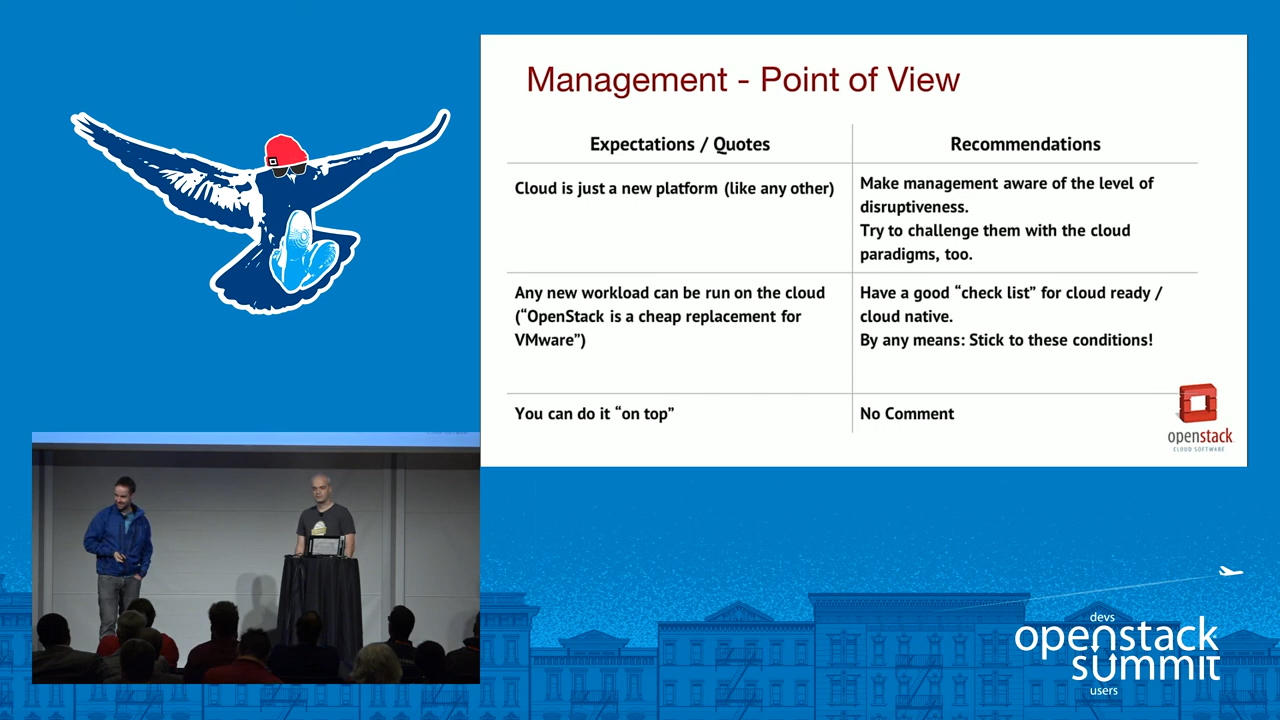 Management - Point of View
Expectations / Quotes
Recommendations
Cloud is just a new platform (like any other)
Make management aware of the level of
disruptiveness.
Try to challenge them with the cloud
paradigms, too.
Any new workload can be run on the cloud
(“OpenStack is a cheap replacement for
VMware”)
Have a good “check list” for cloud ready /
cloud native.
By any means: Stick to these conditions!
You can do it “on top”
No Comment
openstack
CLOUD SOFTWARE
devs
openstack
summit
users